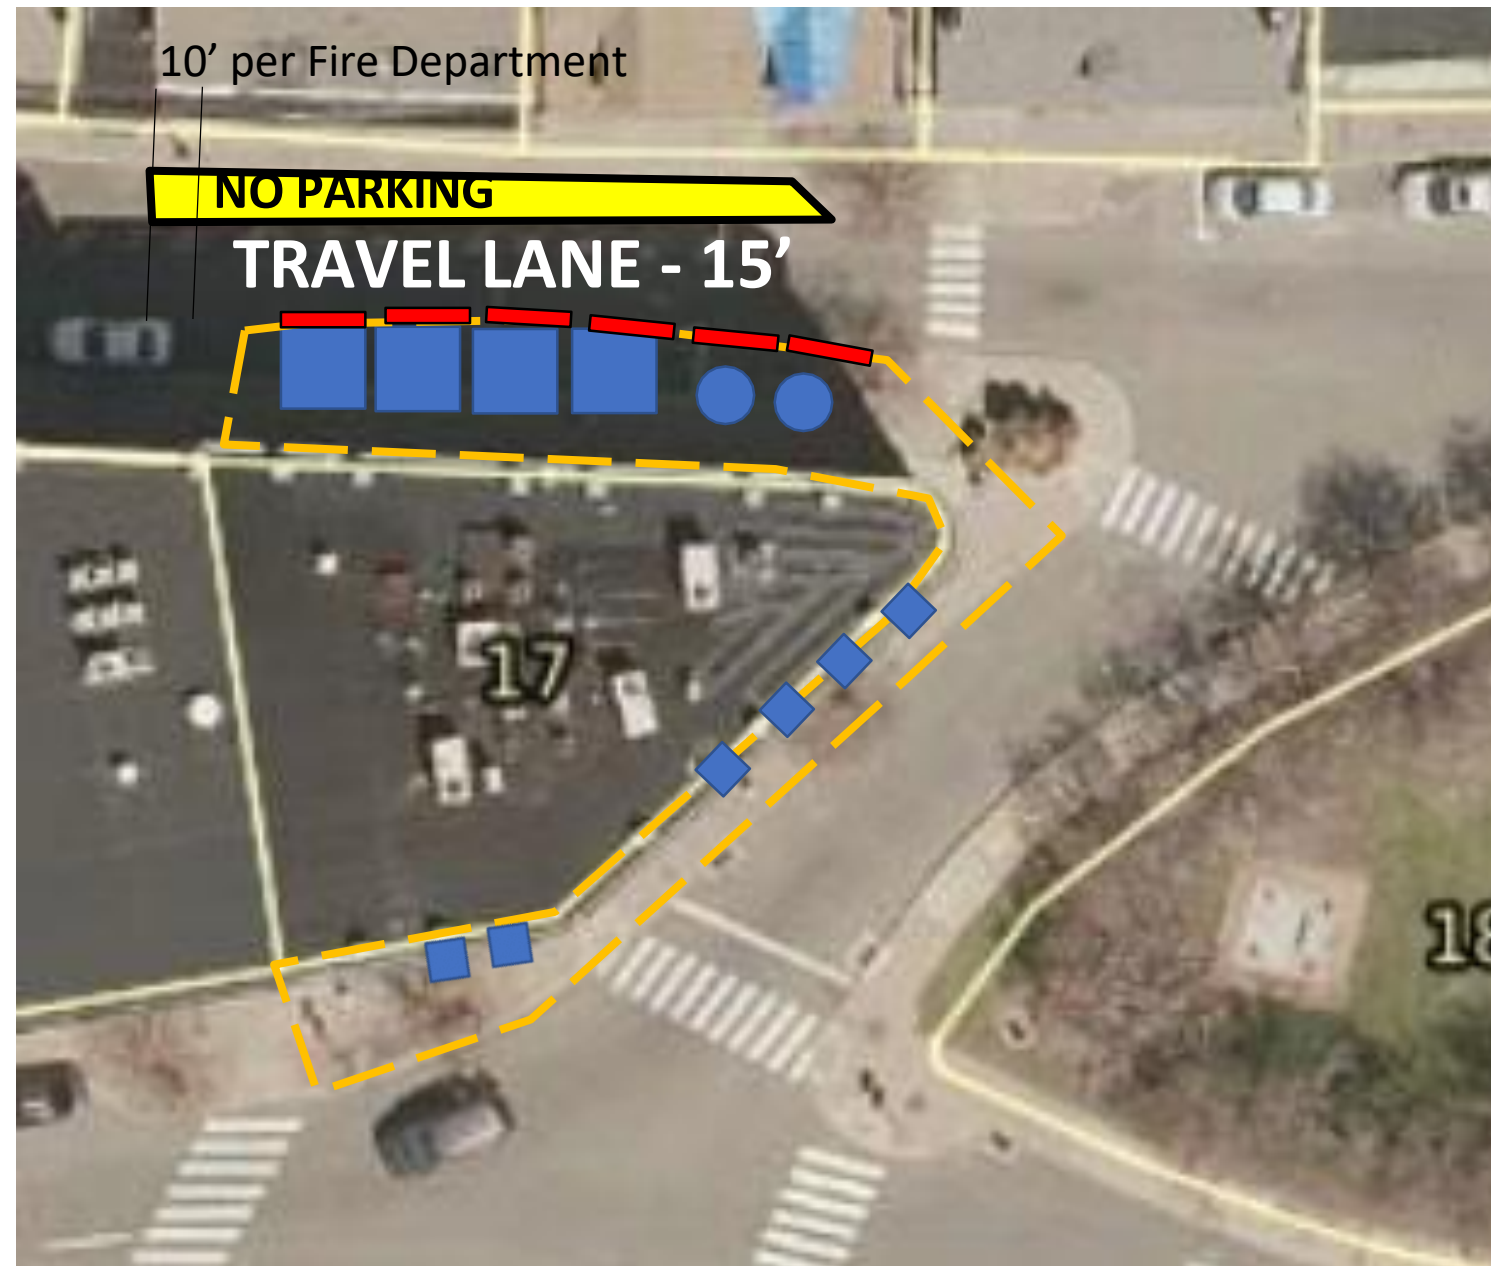 10’ per Fire Department
NO PARKING
TRAVEL LANE - 15’
17
18